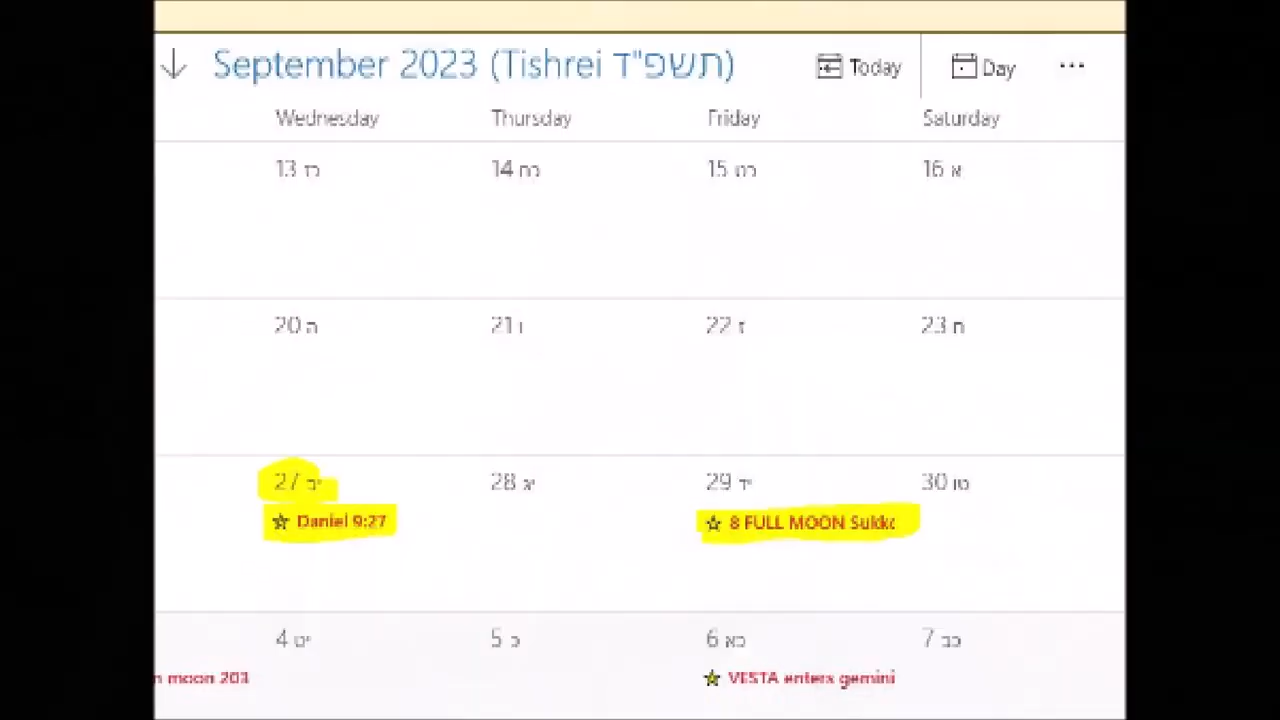 September 2023 (Tishrei תשפ"ד)
Today
Day
Wednesday Thursday Friday Saturday
13 כז 14 כח 15 כט 16 א
20 ה 21 ו 22 ז 23 ח
27 יב 28 יג 29 יד 30 טו
Daniel 9:27 8 FULL MOON Sukkc
4 יט 5 כ 6 כא 7 כב
n moon 203 VESTA enters gemini